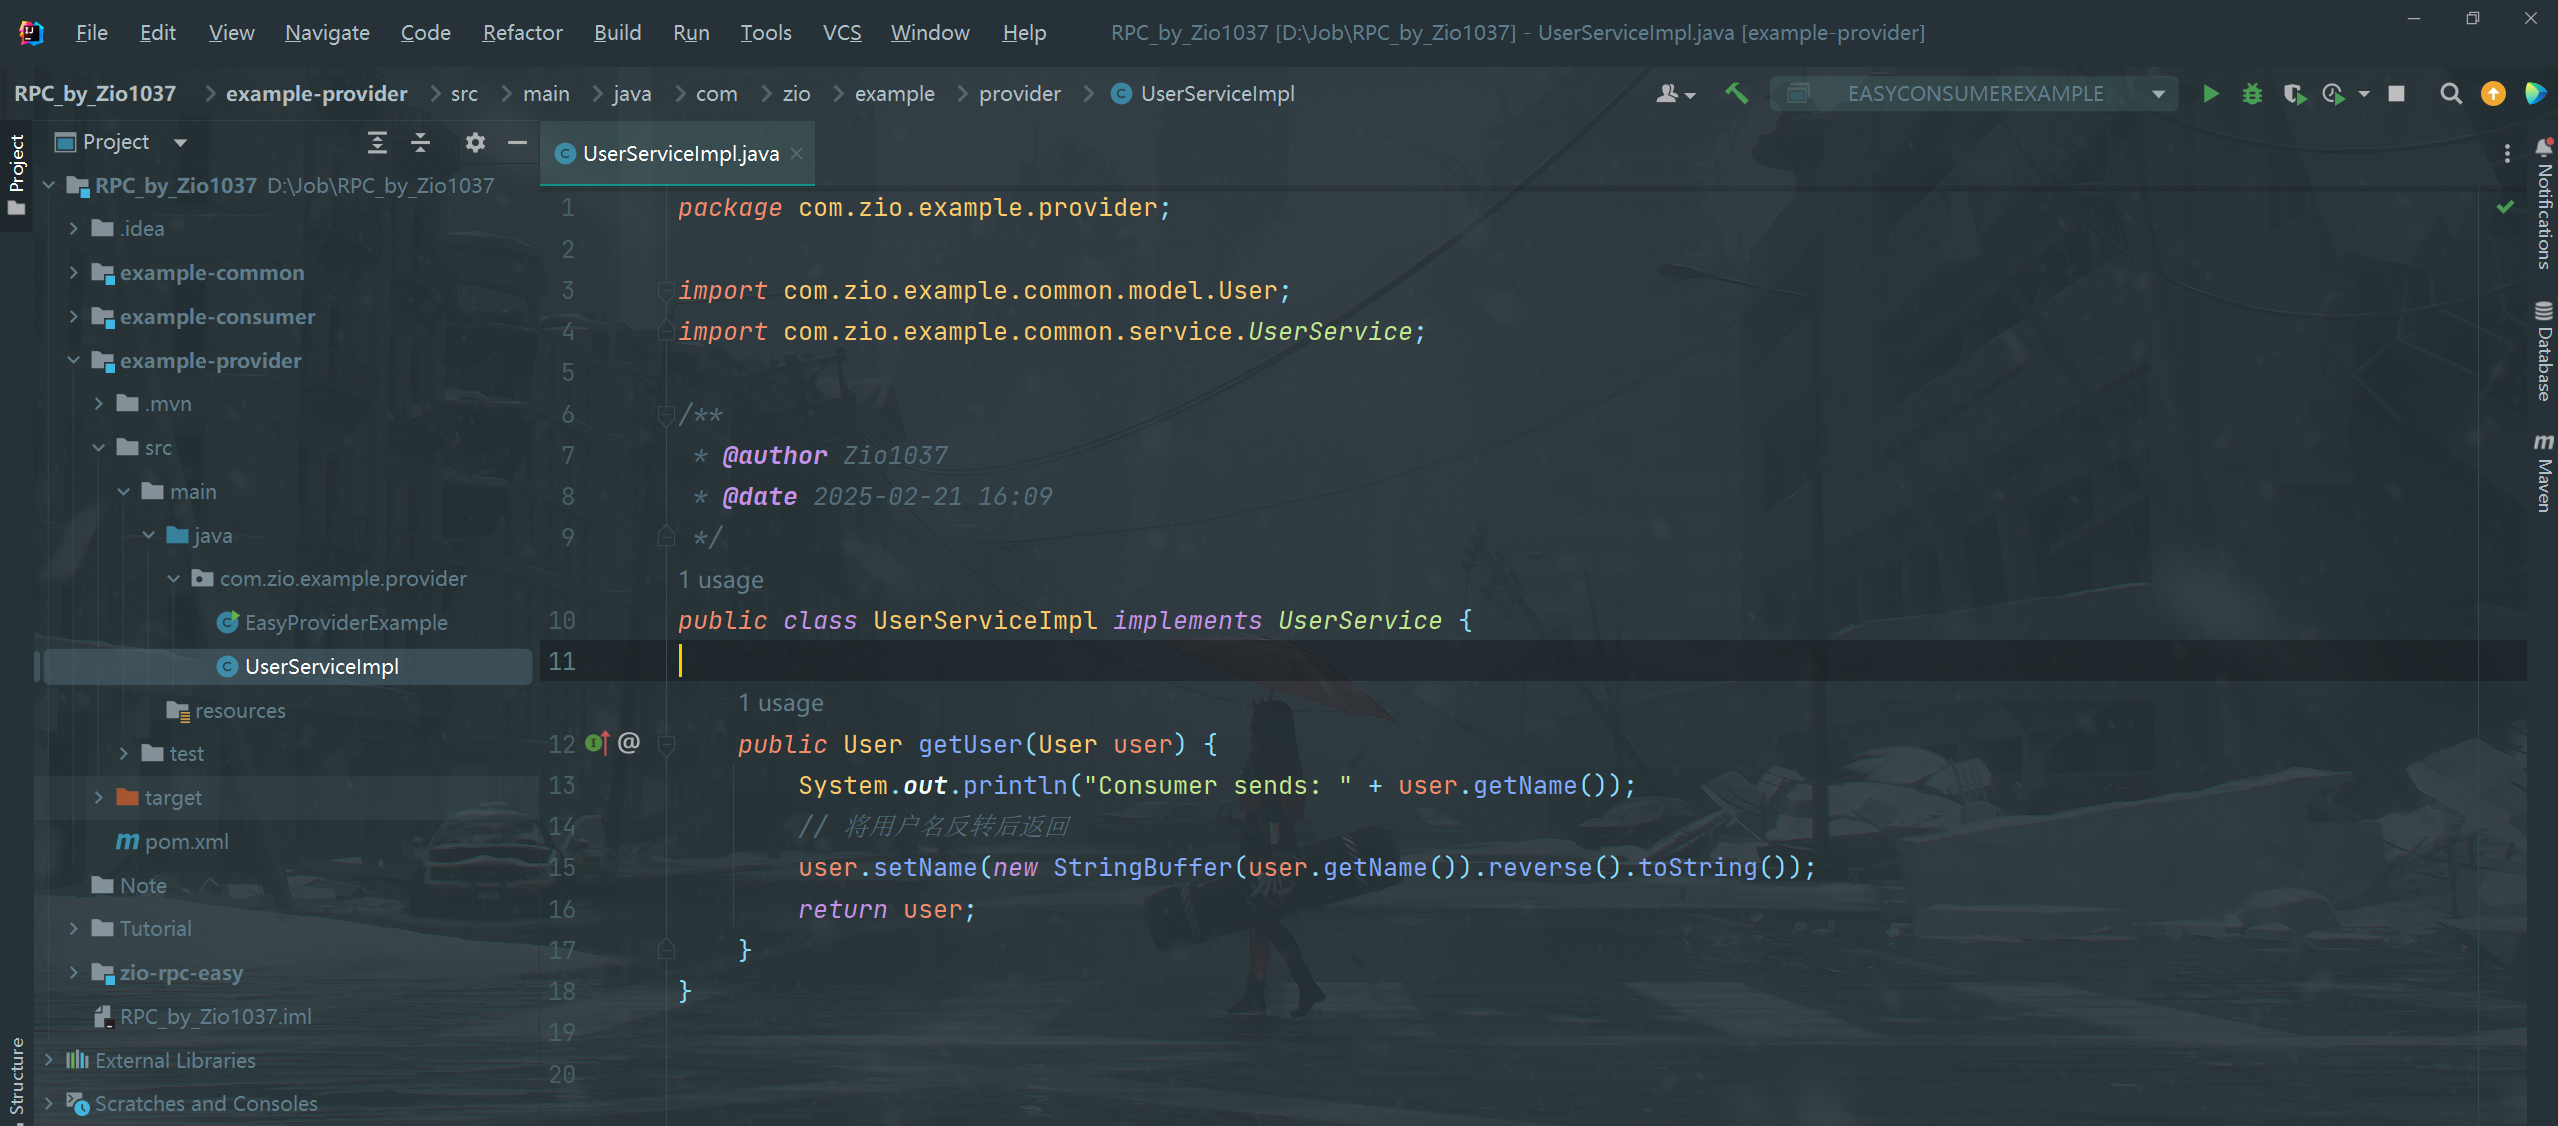 File Edit View Navigate Code Refactor Build Run Tools VCS Window Help RPC_by_Zio1037 [D:\Job\RPC_by_Zio1037] - UserServiceImpl.java [example-provider]
RPC_by_Zio1037 example-provider src main java com zio example provider UserServiceImpl EASYCONSUMEREXAMPLE
Project
Project
RPC_by_Zio1037 D:\Job\RPC_by_Zio1037
.idea
example-common
example-consumer
example-provider
.mvn
src
main
java
com.zio.example.provider
EasyProviderExample
UserServiceImpl
resources
test
target
pom.xml
Note
Tutorial
zio-rpc-easy
RPC_by_Zio1037.iml
External Libraries
Scratches and Consoles
Structure
UserServiceImpl.java
1 package com.zio.example.provider;
2
3 import com.zio.example.common.model.User;
4 import com.zio.example.common.service.UserService;
5
6 /**
7 * @author Zio1037
8 * @date 2025-02-21 16:09
9 */
1 usage
10 public class UserServiceImpl implements UserService {
11
1 usage
12 @ public User getUser(User user) {
13 System.out.println("Consumer sends: " + user.getName());
14 // 将用户名反转后返回
15 user.setName(new StringBuffer(user.getName()).reverse().toString());
16 return user;
17 }
18 }
19
20
Notifications
Database
Maven